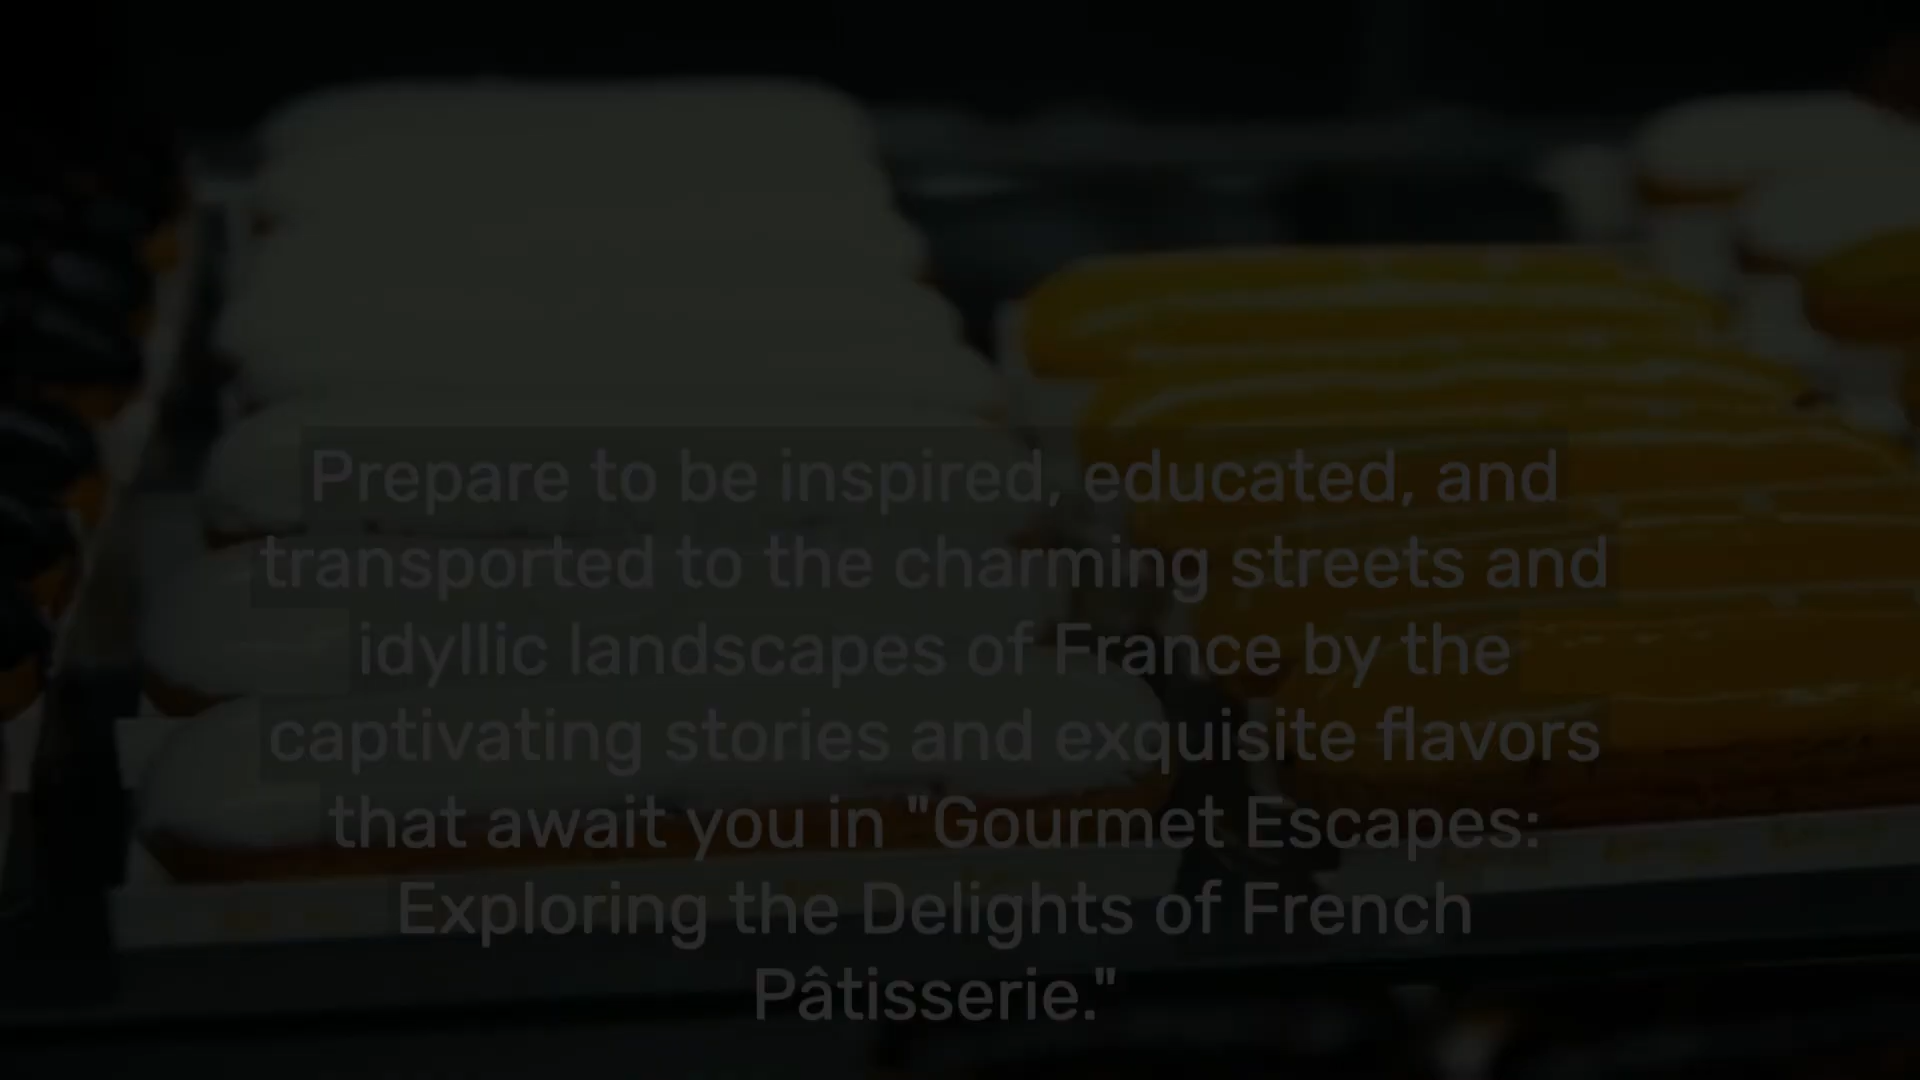 Prepare to be inspired, educated, and
transported to the charming streets and
idyllic landscapes of France by the
captivating stories and exquisite flavors
that await you in "Gourmet Escapes:
Exploring the Delights of French
Pâtisserie."